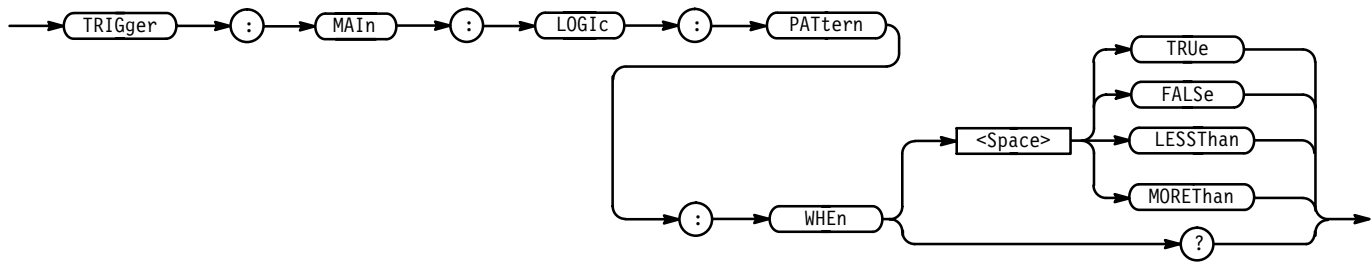 TRIGger : MAIn : LOGIc : PATtern
TRUe
FALSe
<Space> LESSThan
MOREThan
: WHEn
?